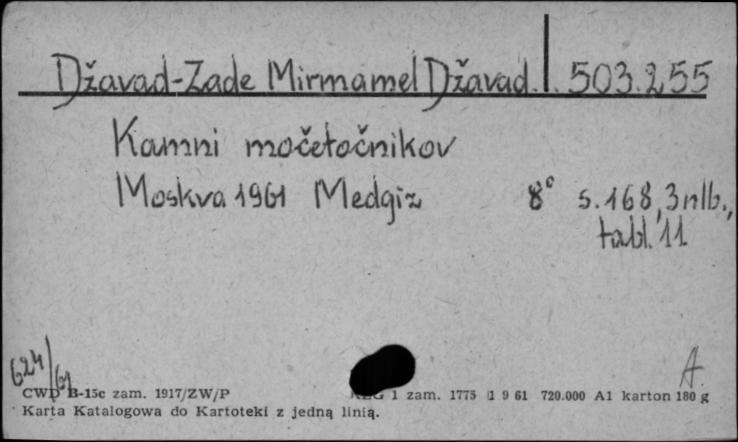 Džavad-Zade Mirmamel Džavad. 503.255
Kamni močetočnikov
Moskva 1961 Medgiz 8° s. 168, 3 nlb.,
tabl. 11
624/61
A.
CWD B-15c zam. 1917/ZW/P 1 zam. 1775 1 9 61 720.000 A1 karton 180 g
Karta Katalogowa do Kartoteki z jedną linią.